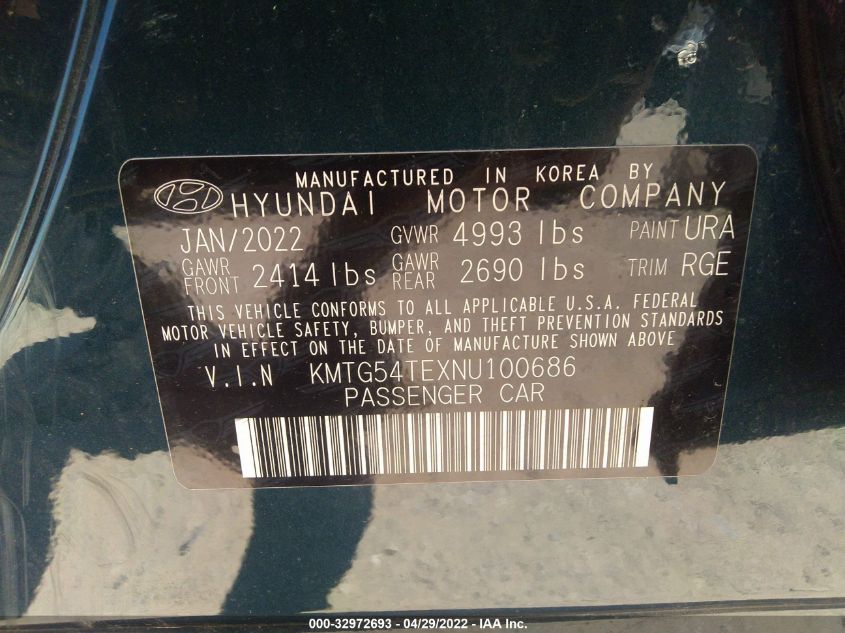 MANUFACTURED IN KOREA BY
HYUNDAI MOTOR COMPANY
JAN/2022 GVWR 4993 lbs PAINT URA
GAWR FRONT 2414 lbs GAWR REAR 2690 lbs TRIM RGE
THIS VEHICLE CONFORMS TO ALL APPLICABLE U.S.A. FEDERAL
MOTOR VEHICLE SAFETY, BUMPER, AND THEFT PREVENTION STANDARDS
IN EFFECT ON THE DATE OF MANUFACTURE SHOWN ABOVE
V.I.N KMTG54TEXNU100686
PASSENGER CAR
000-32972693 - 04/29/2022 - IAA Inc.